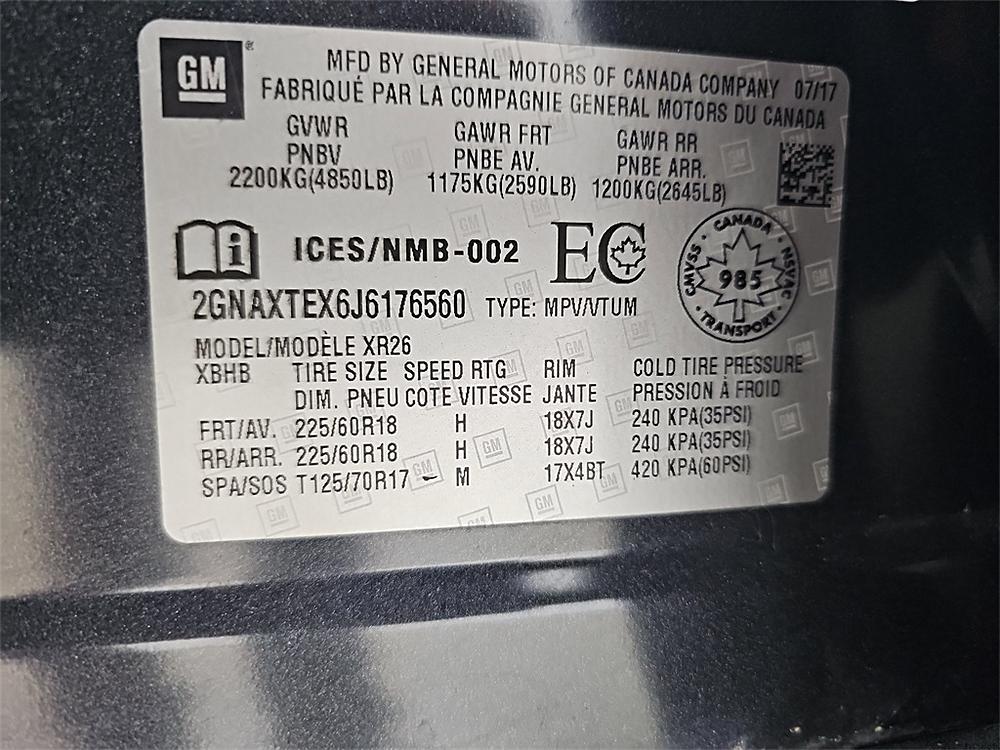 GM
MFD BY GENERAL MOTORS OF CANADA COMPANY 07/17
FABRIQUÉ PAR LA COMPAGNIE GENERAL MOTORS DU CANADA
GVWR GAWR FRT GAWR RR
PNBV PNBE AV. PNBE ARR.
2200KG(4850LB) 1175KG(2590LB) 1200KG(2645LB)
i ICES/NMB-002 EC
CANADA
CMVSS 985 NSVAC
TRANSPORT
2GNAXTEX6J6176560 TYPE: MPV/VTUM
MODEL/MODÈLE XR26
XBHB TIRE SIZE SPEED RTG RIM COLD TIRE PRESSURE
DIM. PNEU COTE VITESSE JANTE PRESSION À FROID
FRT/AV. 225/60R18 H 18X7J 240 KPA(35PSI)
RR/ARR. 225/60R18 H 18X7J 240 KPA(35PSI)
SPA/SOS T125/70R17 M 17X4BT 420 KPA(60PSI)